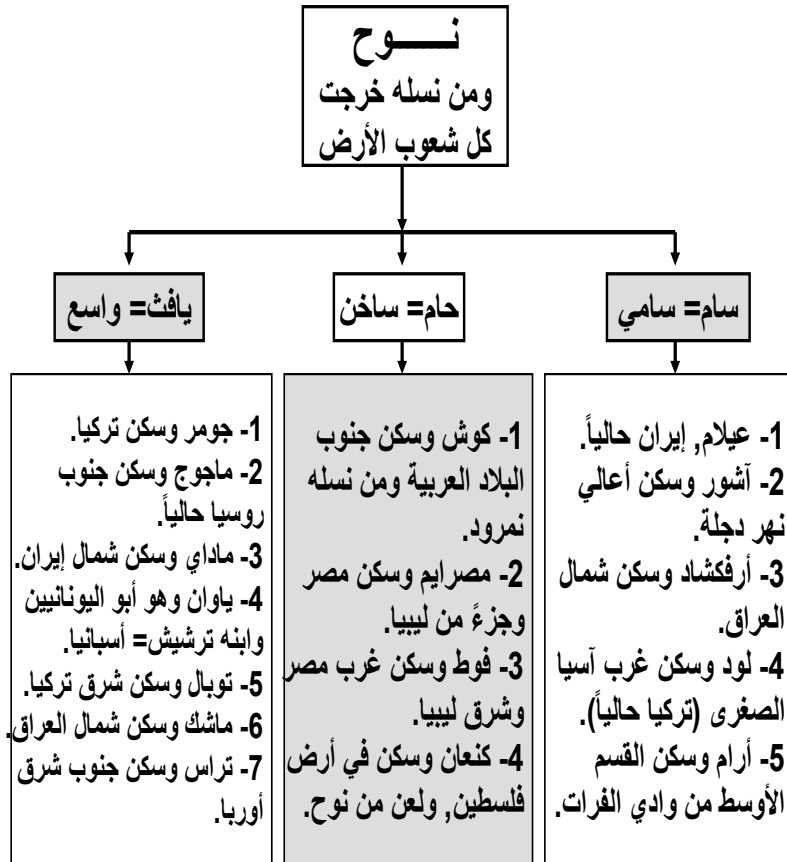 نـــــوح
ومن نسله خرجت
كل شعوب الأرض
سام= سامي
حام= ساخن
يافث= واسع
1- عيلام, إيران حالياً.
2- آشور وسكن أعالي
نهر دجلة.
3- أرفكشاد وسكن شمال
العراق.
4- لود وسكن غرب آسيا
الصغرى (تركيا حالياً).
5- أرام وسكن القسم
الأوسط من وادي الفرات.
1- كوش وسكن جنوب
البلاد العربية ومن نسله
نمرود.
2- مصرايم وسكن مصر
وجزءً من ليبيا.
3- فوط وسكن غرب مصر
وشرق ليبيا.
4- كنعان وسكن في أرض
فلسطين, ولعن من نوح.
1- جومر وسكن تركيا.
2- ماجوج وسكن جنوب
روسيا حالياً.
3- ماداي وسكن شمال إيران.
4- ياوان وهو أبو اليونانيين
وابنه ترشيش= أسبانيا.
5- توبال وسكن شرق تركيا.
6- ماشك وسكن شمال العراق.
7- تراس وسكن جنوب شرق
أوربا.